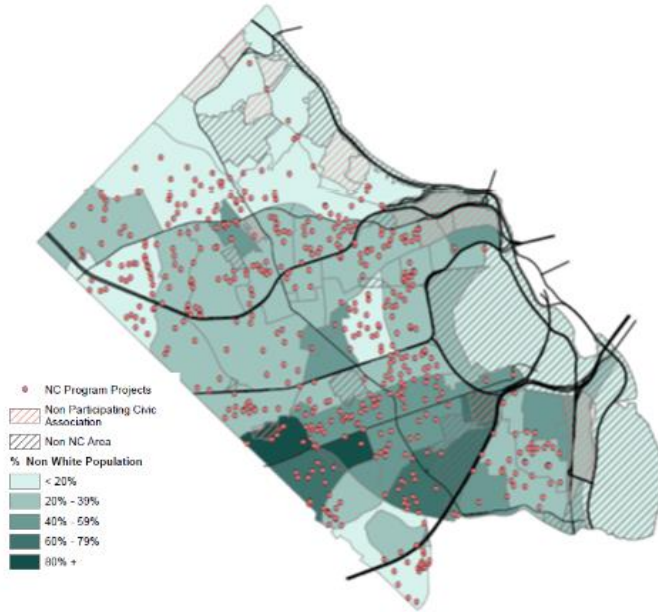 NC Program Projects
Non Participating Civic
Association
Non NC Area
% Non White Population
< 20%
20% - 39%
40% - 59%
60% - 79%
80% +